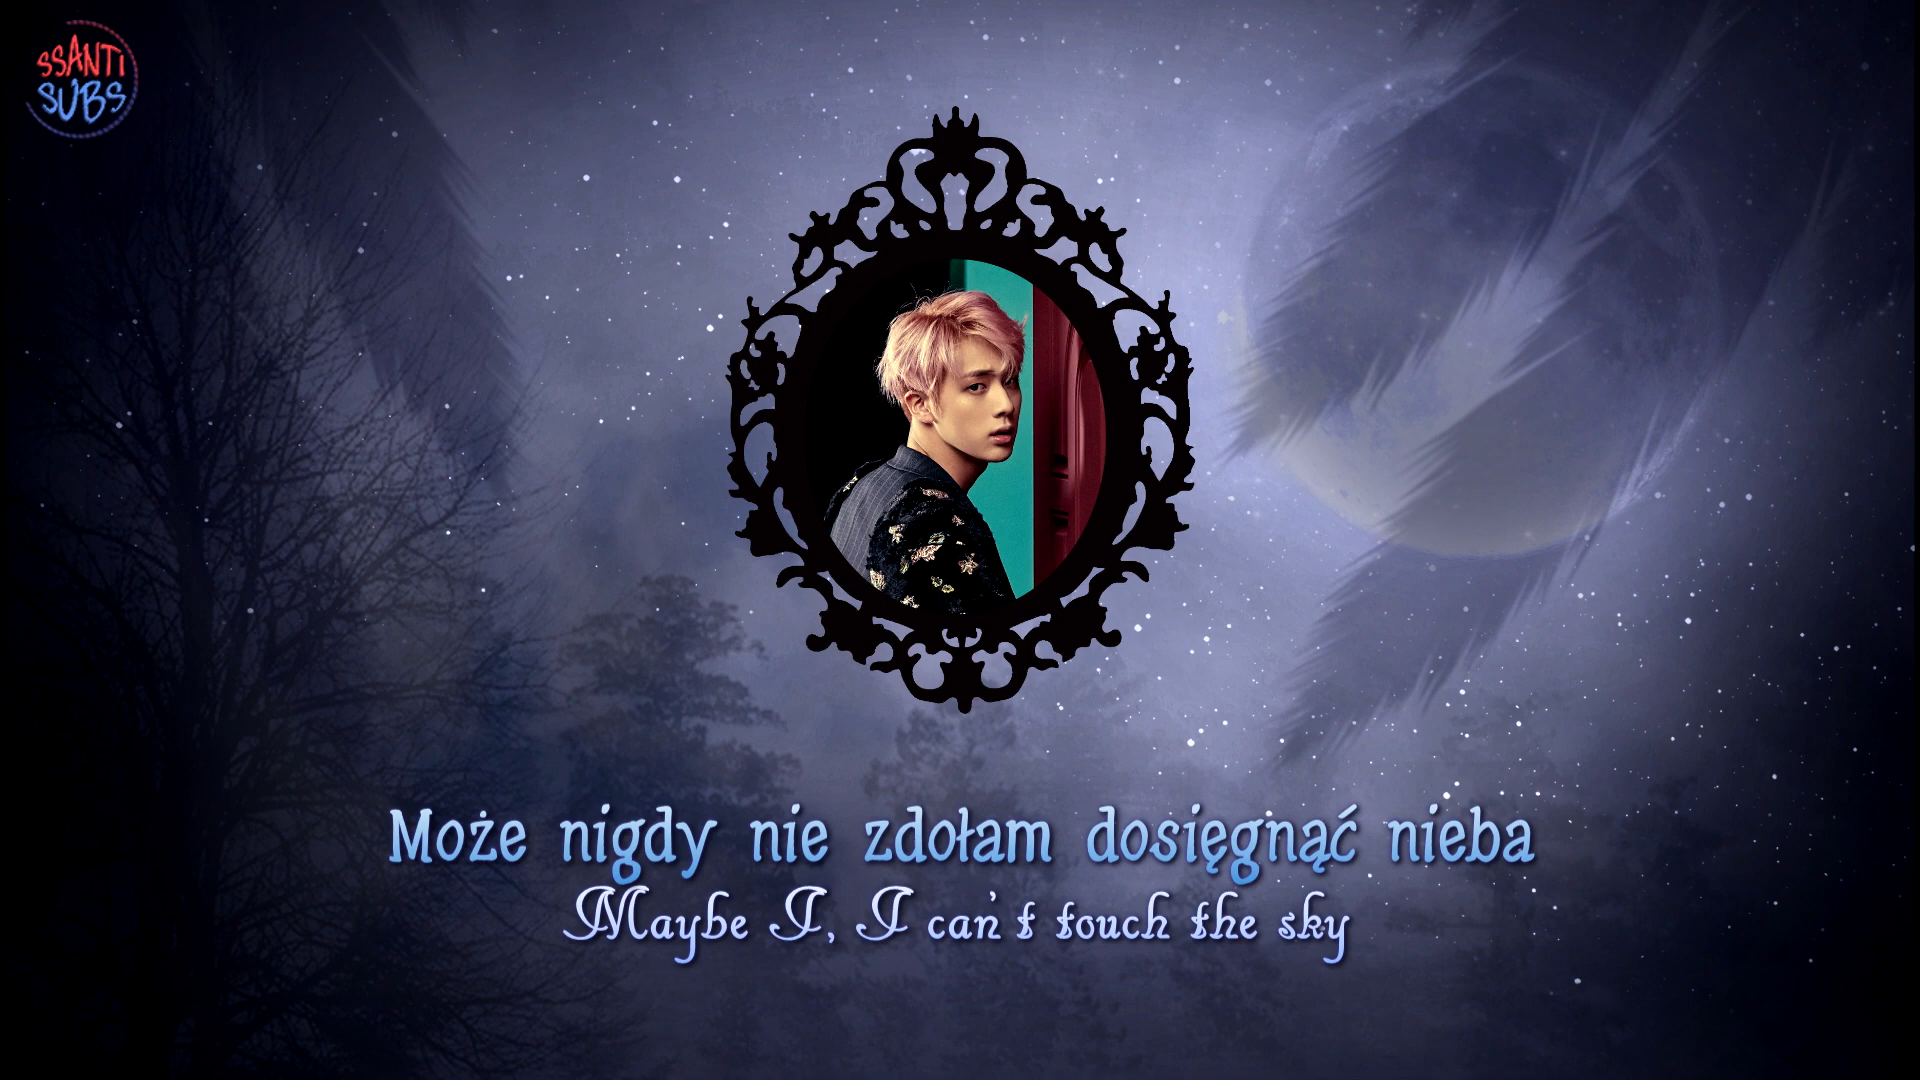 SSANTI
SUBS
Może nigdy nie zdołam dosięgnąć nieba
Maybe I, I can't touch the sky